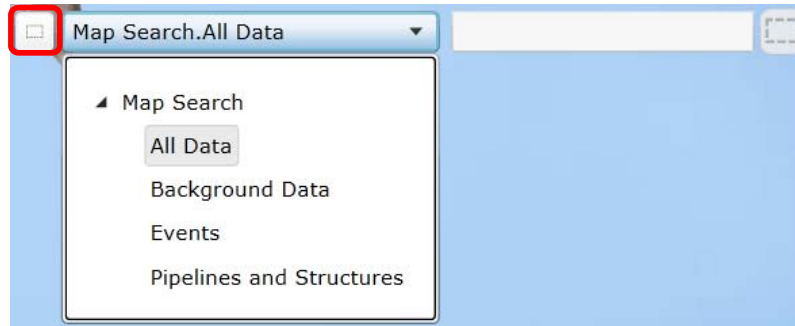 Map Search.All Data
Map Search
All Data
Background Data
Events
Pipelines and Structures